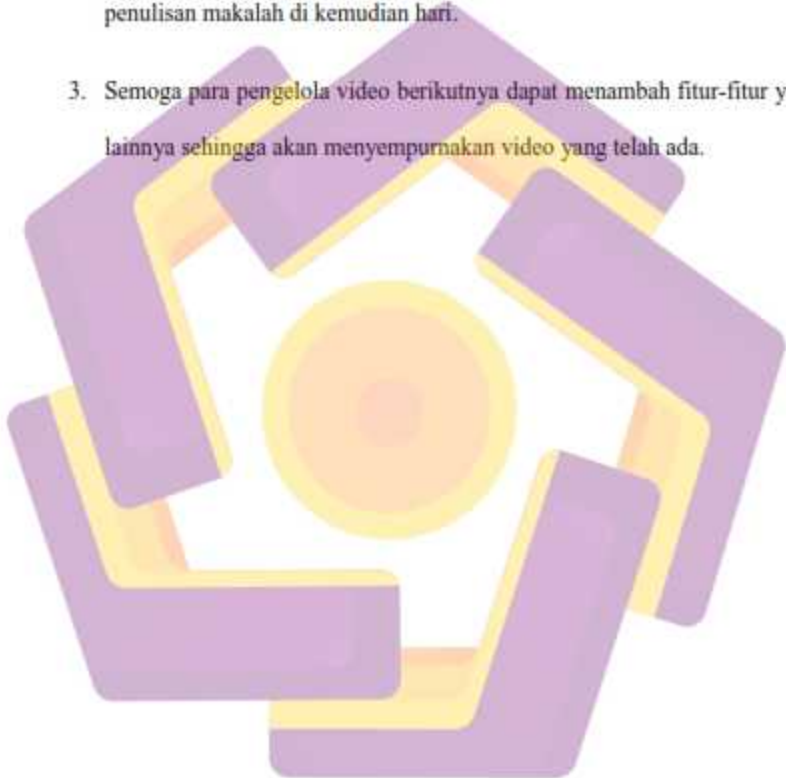 penulisan makalah di kemudian hari.
3. Semoga para pengelola video berikutnya dapat menambah fitur-fitur y
lainnya sehingga akan menyempurnakan video yang telah ada.